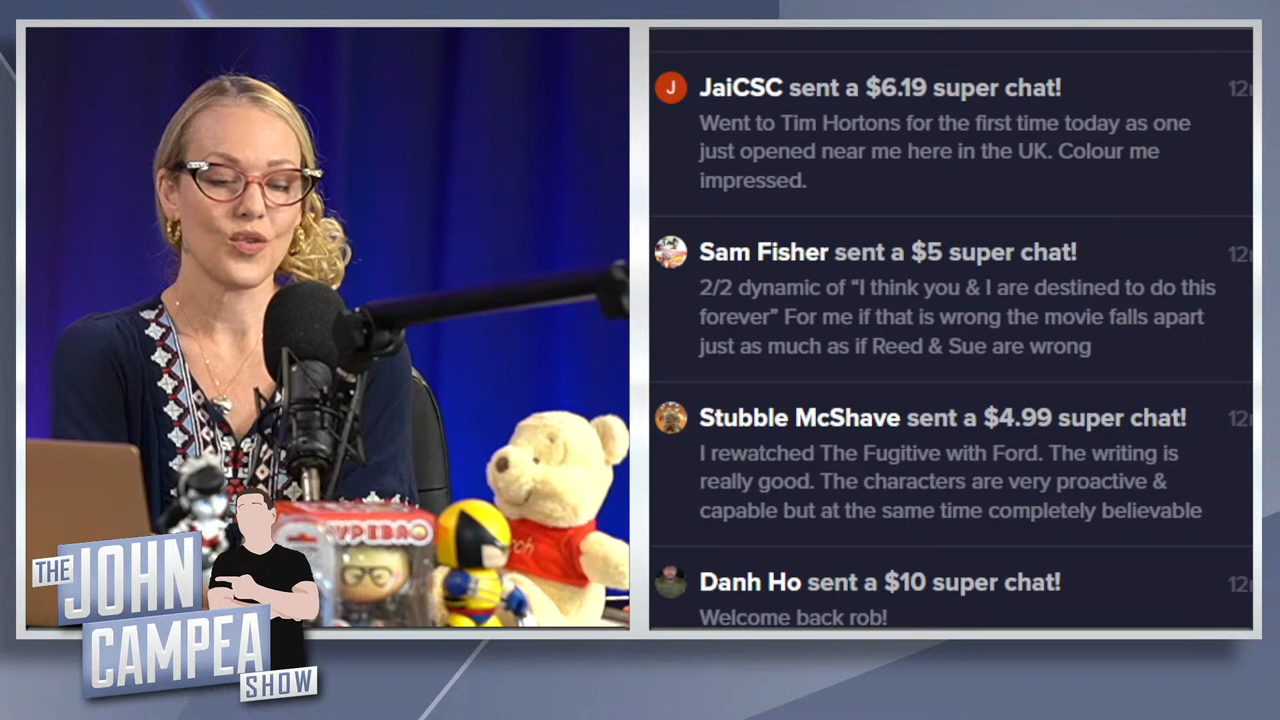 J
JaiCSC sent a $6.19 super chat!
Went to Tim Hortons for the first time today as one
just opened near me here in the UK. Colour me
impressed.
Sam Fisher sent a $5 super chat!
2/2 dynamic of “I think you & I are destined to do this
forever” For me if that is wrong the movie falls apart
just as much as if Reed & Sue are wrong
Stubble McShave sent a $4.99 super chat!
I rewatched The Fugitive with Ford. The writing is
really good. The characters are very proactive &
capable but at the same time completely believable
Danh Ho sent a $10 super chat!
Welcome back rob!
THE
JOHN
CAMPEA
SHOW